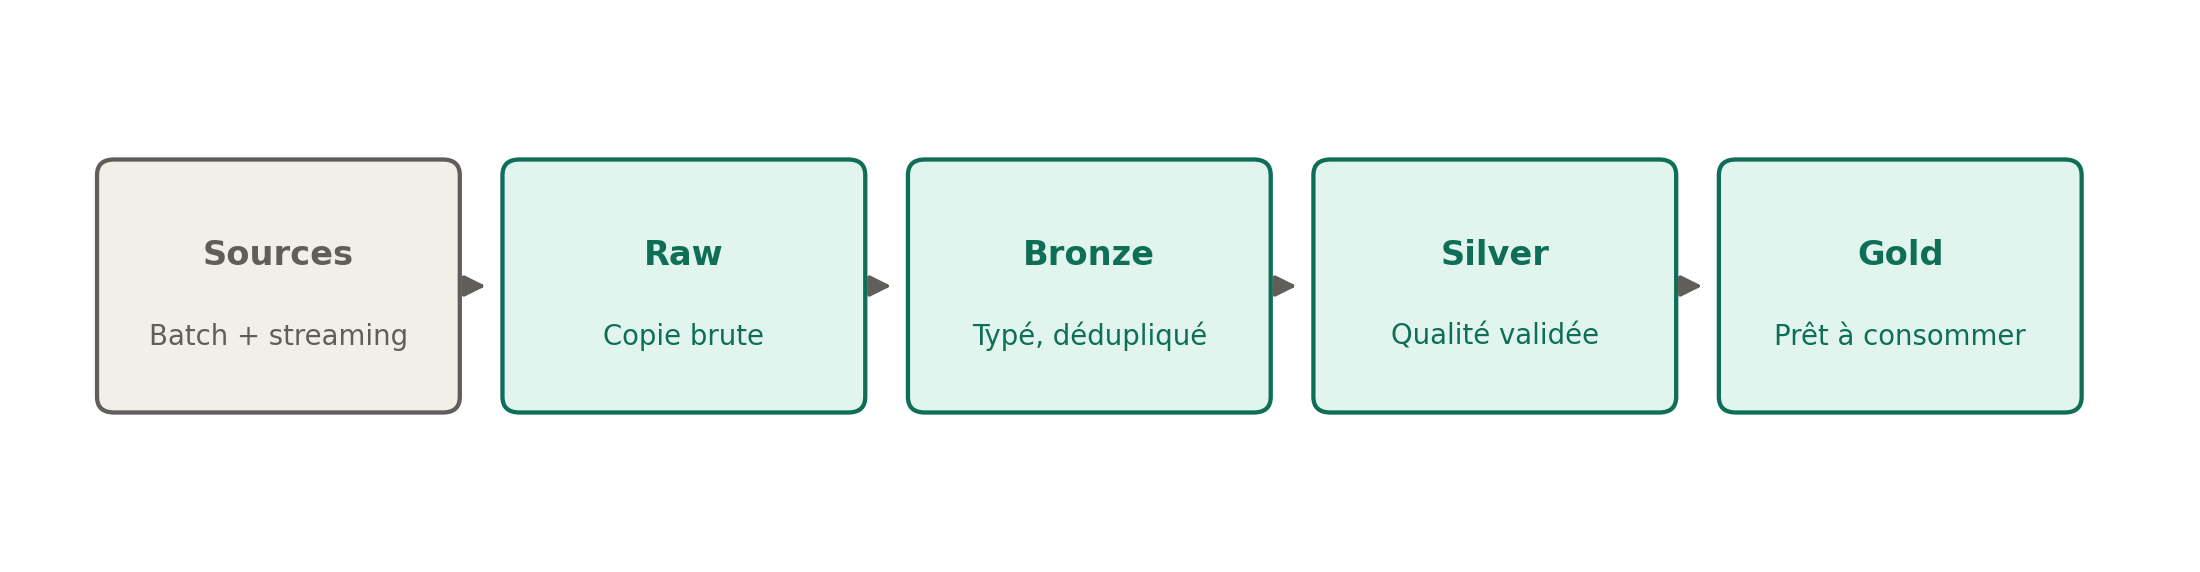 Sources
Batch + streaming
Raw
Copie brute
Bronze
Typé, dédupliqué
Silver
Qualité validée
Gold
Prêt à consommer